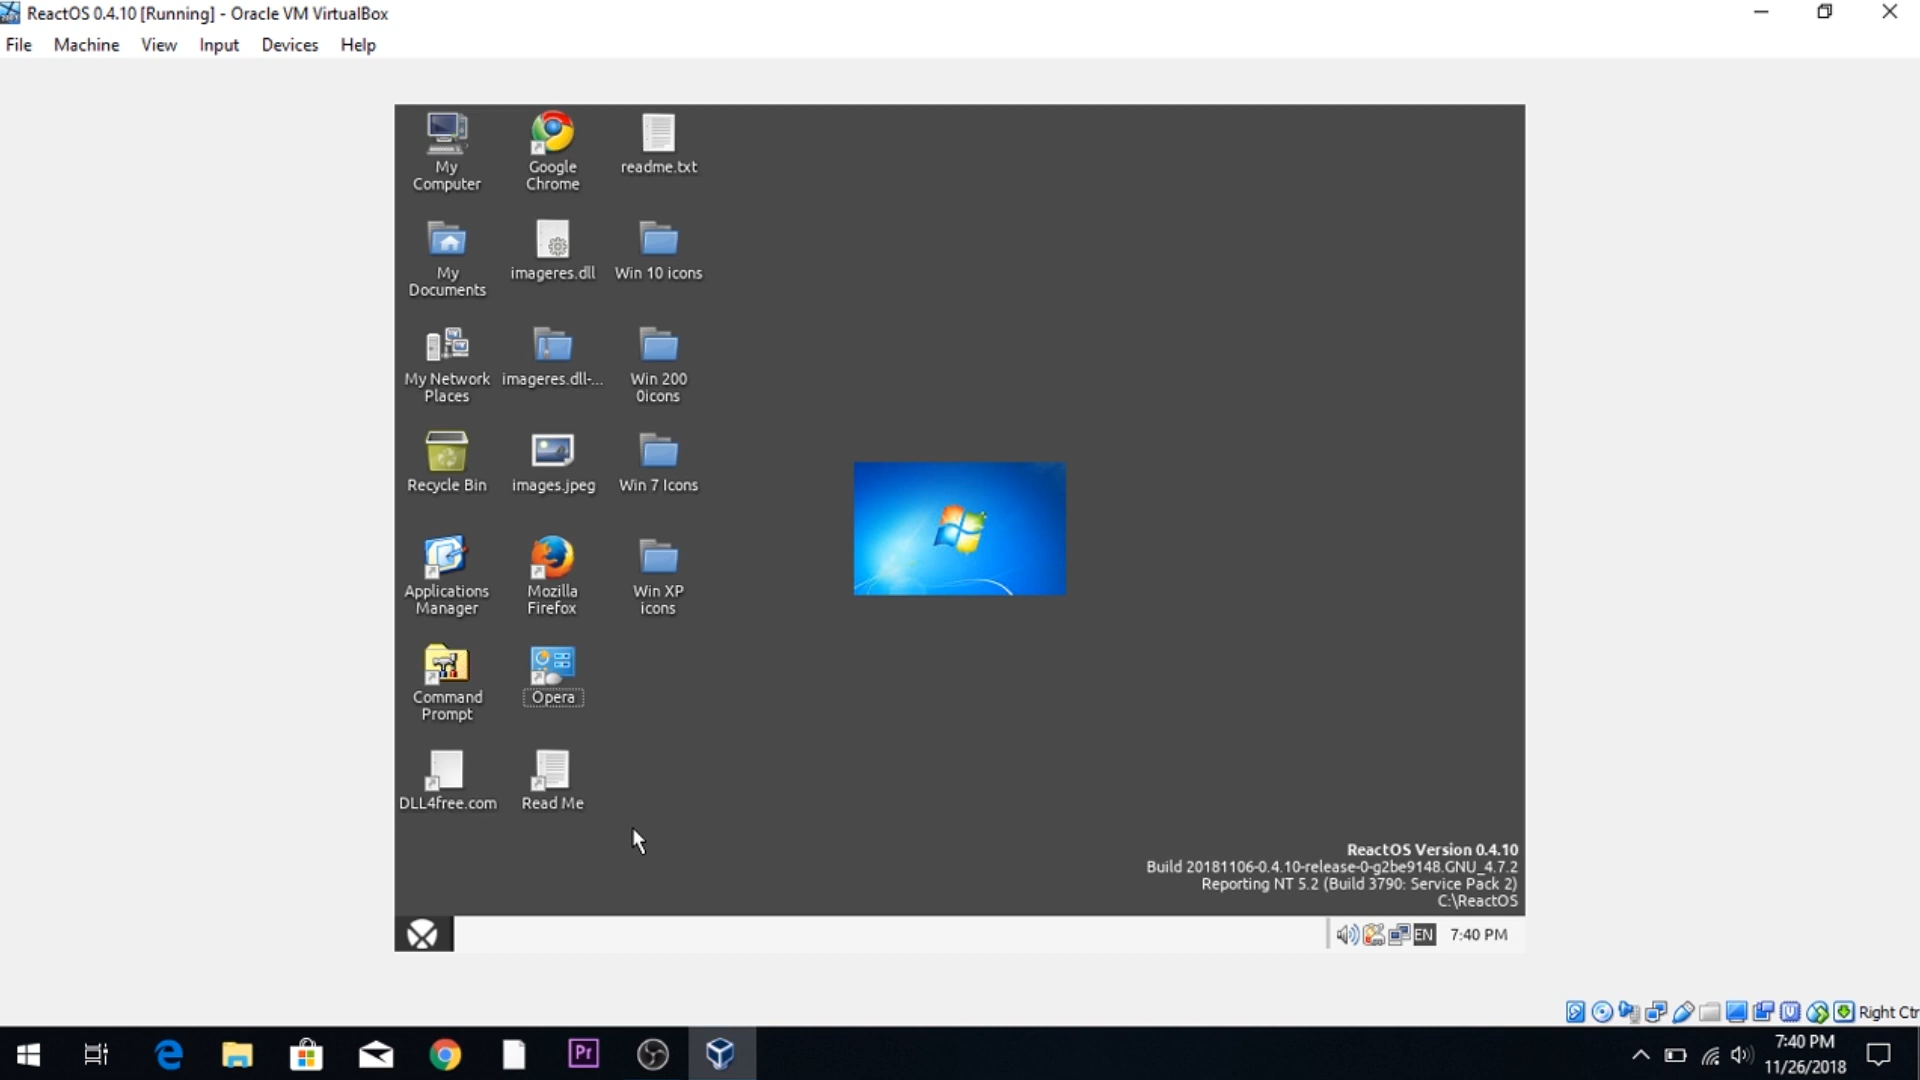 ReactOS 0.4.10 [Running] - Oracle VM VirtualBox
File Machine View Input Devices Help
My
Computer
Google
Chrome
readme.txt
My
Documents
imageres.dll
Win 10 icons
My Network
Places
imageres.dll-...
Win 200
0icons
Recycle Bin
images.jpeg
Win 7 Icons
Applications
Manager
Mozilla
Firefox
Win XP
icons
Command
Prompt
Opera
DLL4free.com
Read Me
ReactOS Version 0.4.10
Build 20181106-0.4.10-release-0-g2be9148.GNU_4.7.2
Reporting NT 5.2 (Build 3790: Service Pack 2)
C:\ReactOS
EN 7:40 PM
Right Ctr
Pr
7:40 PM
11/26/2018